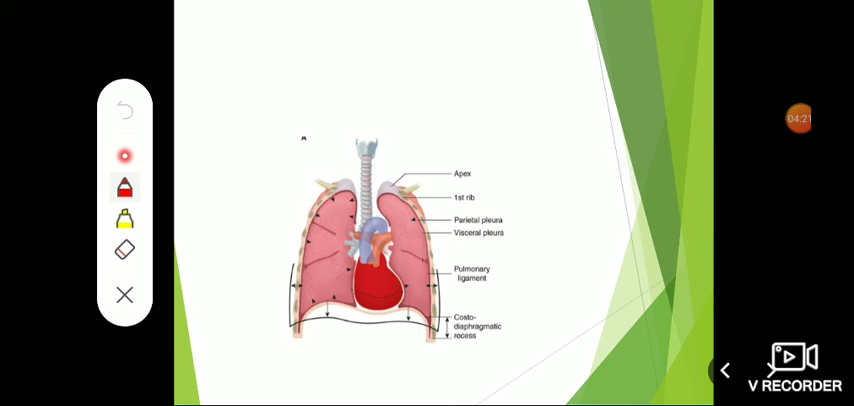 A
Apex
1st rib
Parietal pleura
Visceral pleura
Pulmonary
ligament
Costo-
diaphragmatic
recess
04:21
V RECORDER